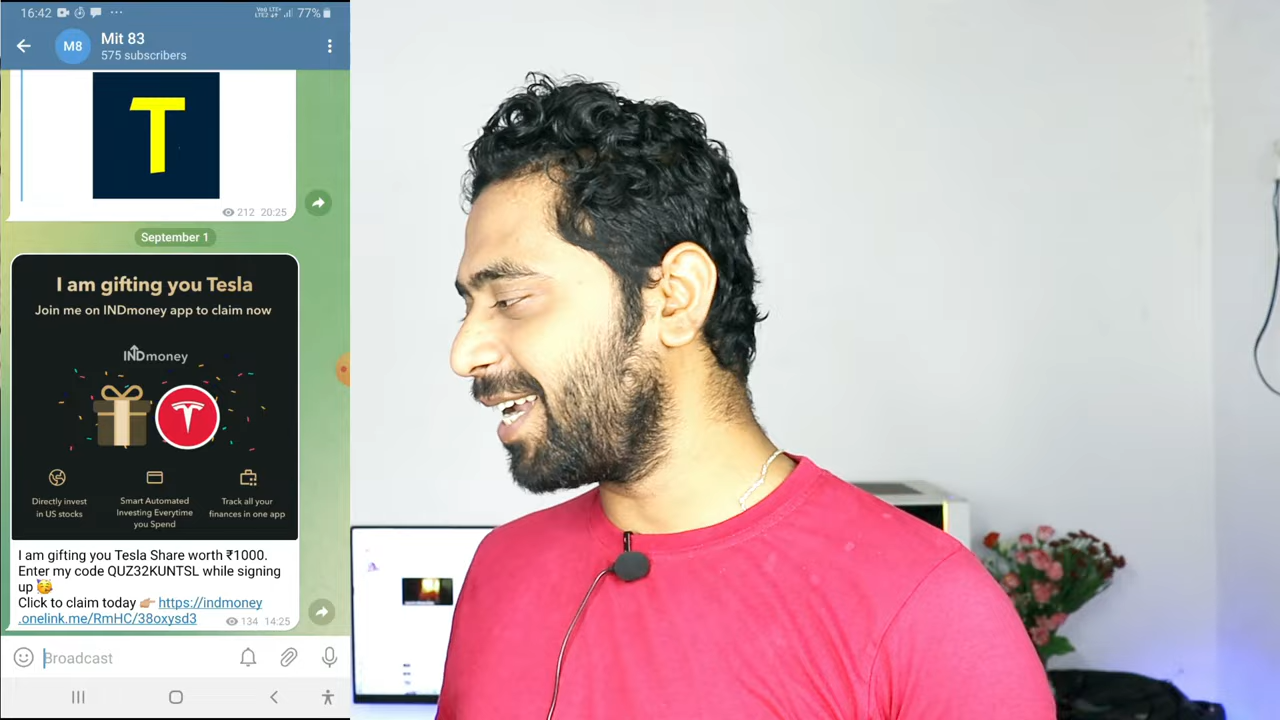 16:42
77%
M8
Mit 83
575 subscribers
T
212 20:25
September 1
I am gifting you Tesla
Join me on INDmoney app to claim now
INDmoney
Directly invest
in US stocks
Smart Automated
Investing Everytime
you Spend
Track all your
finances in one app
I am gifting you Tesla Share worth ₹1000.
Enter my code QUZ32KUNTSL while signing
up 🥳
Click to claim today 👉🏼 https://indmoney
.onelink.me/RmHC/38oxysd3
134 14:25
Broadcast